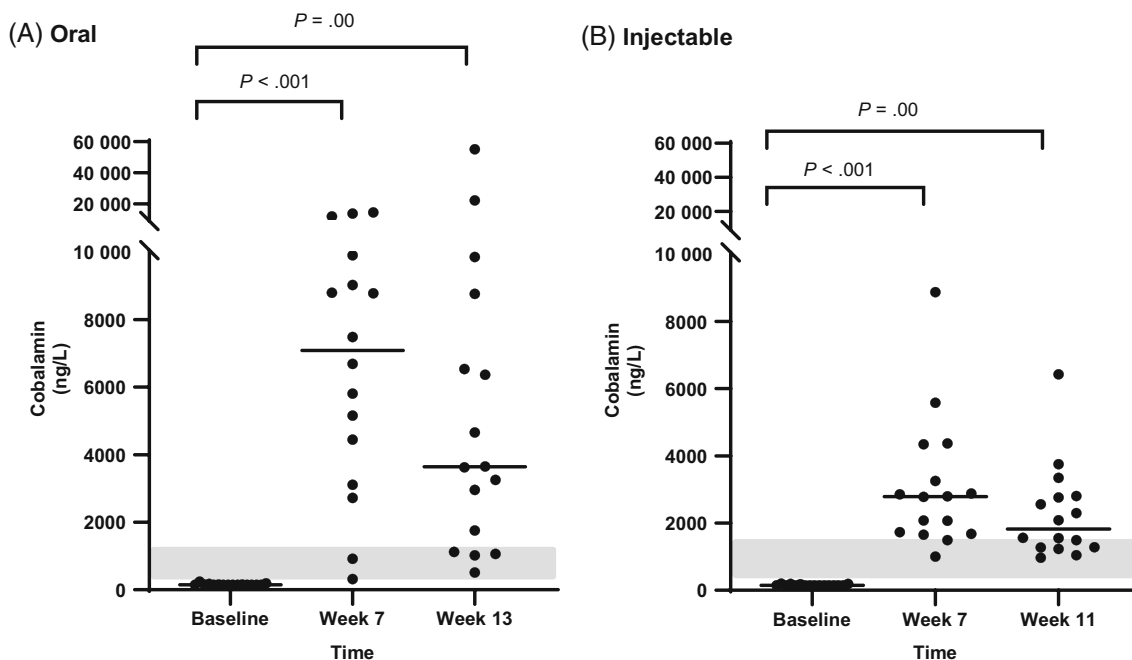 (A) Oral
P = .00
P < .001
60 000
40 000
20 000
10 000
8000
6000
4000
2000
0
Cobalamin
(ng/L)
Baseline
Week 7
Week 13
Time
(B) Injectable
P = .00
P < .001
60 000
40 000
20 000
10 000
8000
6000
4000
2000
0
Cobalamin
(ng/L)
Baseline
Week 7
Week 11
Time